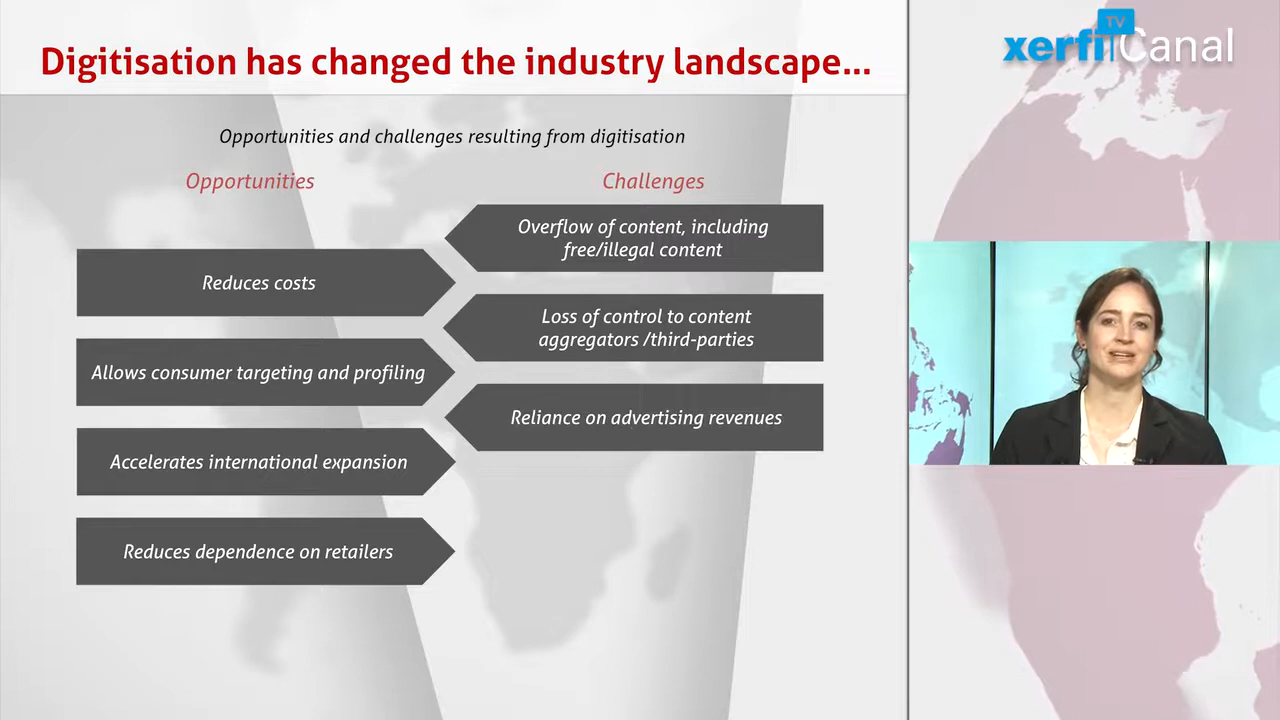 Digitisation has changed the industry landscape...
Opportunities and challenges resulting from digitisation
Opportunities
Reduces costs
Allows consumer targeting and profiling
Accelerates international expansion
Reduces dependence on retailers
Challenges
Overflow of content, including
free/illegal content
Loss of control to content
aggregators /third-parties
Reliance on advertising revenues
TV
xerfi Canal